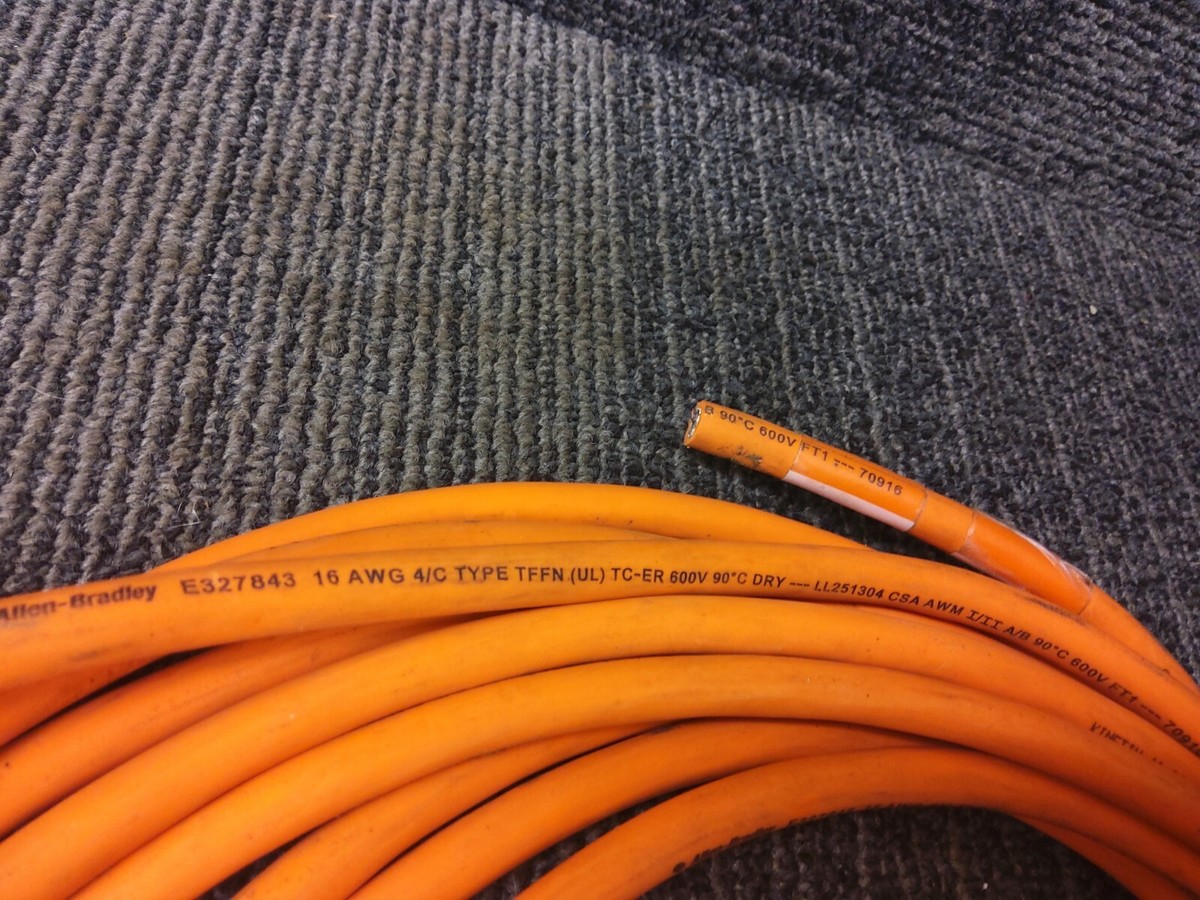 B 90°C 600V FT1 --- 70916
Allen-Bradley E327843 16 AWG 4/C TYPE TFFN (UL) TC-ER 600V 90°C DRY --- LL251304 CSA AWM I/II A/B 90°C 600V FT1 --- 7091